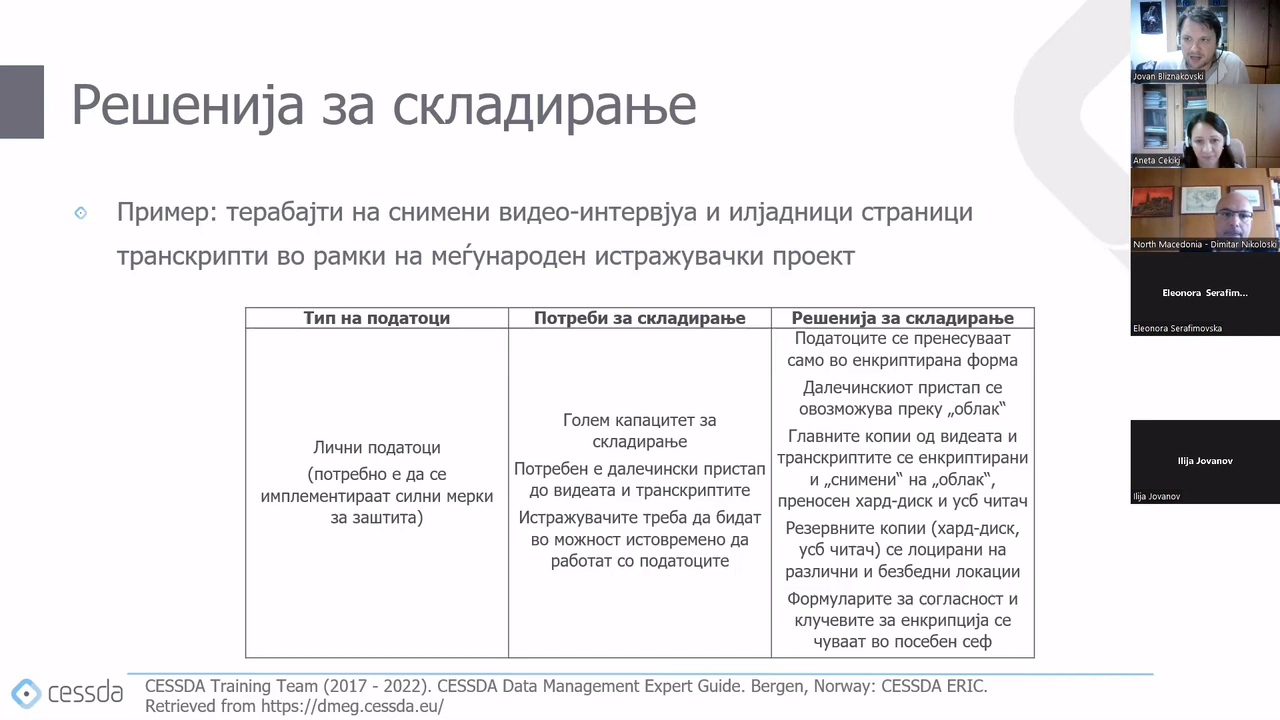 Решенија за складирање
Пример: терабајти на снимени видео-интервјуа и илјадници страници
транскрипти во рамки на меѓународен истражувачки проект
Тип на податоци
Потреби за складирање
Решенија за складирање
Лични податоци
(потребно е да се
имплементираат силни мерки
за заштита)
Голем капацитет за
складирање
Потребен е далечински пристап
до видеата и транскриптите
Истражувачите треба да бидат
во можност истовремено да
работат со податоците
Податоците се пренесуваат
само во енкриптирана форма
Далечинскиот пристап се
овозможува преку „облак“
Главните копии од видеата и
транскриптите се енкриптирани
и „снимени“ на „облак“,
преносен хард-диск и усб читач
Резервните копии (хард-диск,
усб читач) се лоцирани на
различни и безбедни локации
Формуларите за согласност и
клучевите за енкрипција се
чуваат во посебен сеф
cessda
CESSDA Training Team (2017 - 2022). CESSDA Data Management Expert Guide. Bergen, Norway: CESSDA ERIC.
Retrieved from https://dmeg.cessda.eu/
Jovan Bliznakovski
Aneta Cekikj
North Macedonia - Dimitar Nikoloski
Eleonora Serafim...
Eleonora Serafimovska
Ilija Jovanov
Ilija Jovanov